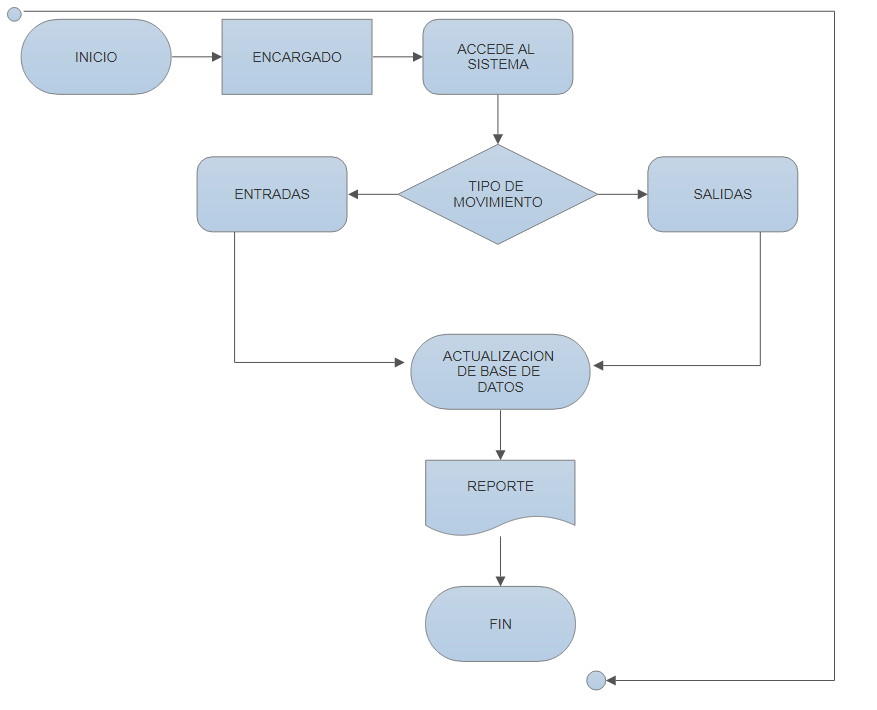 INICIO
ENCARGADO
ACCEDE AL
SISTEMA
ENTRADAS
TIPO DE
MOVIMIENTO
SALIDAS
ACTUALIZACION
DE BASE DE
DATOS
REPORTE
FIN